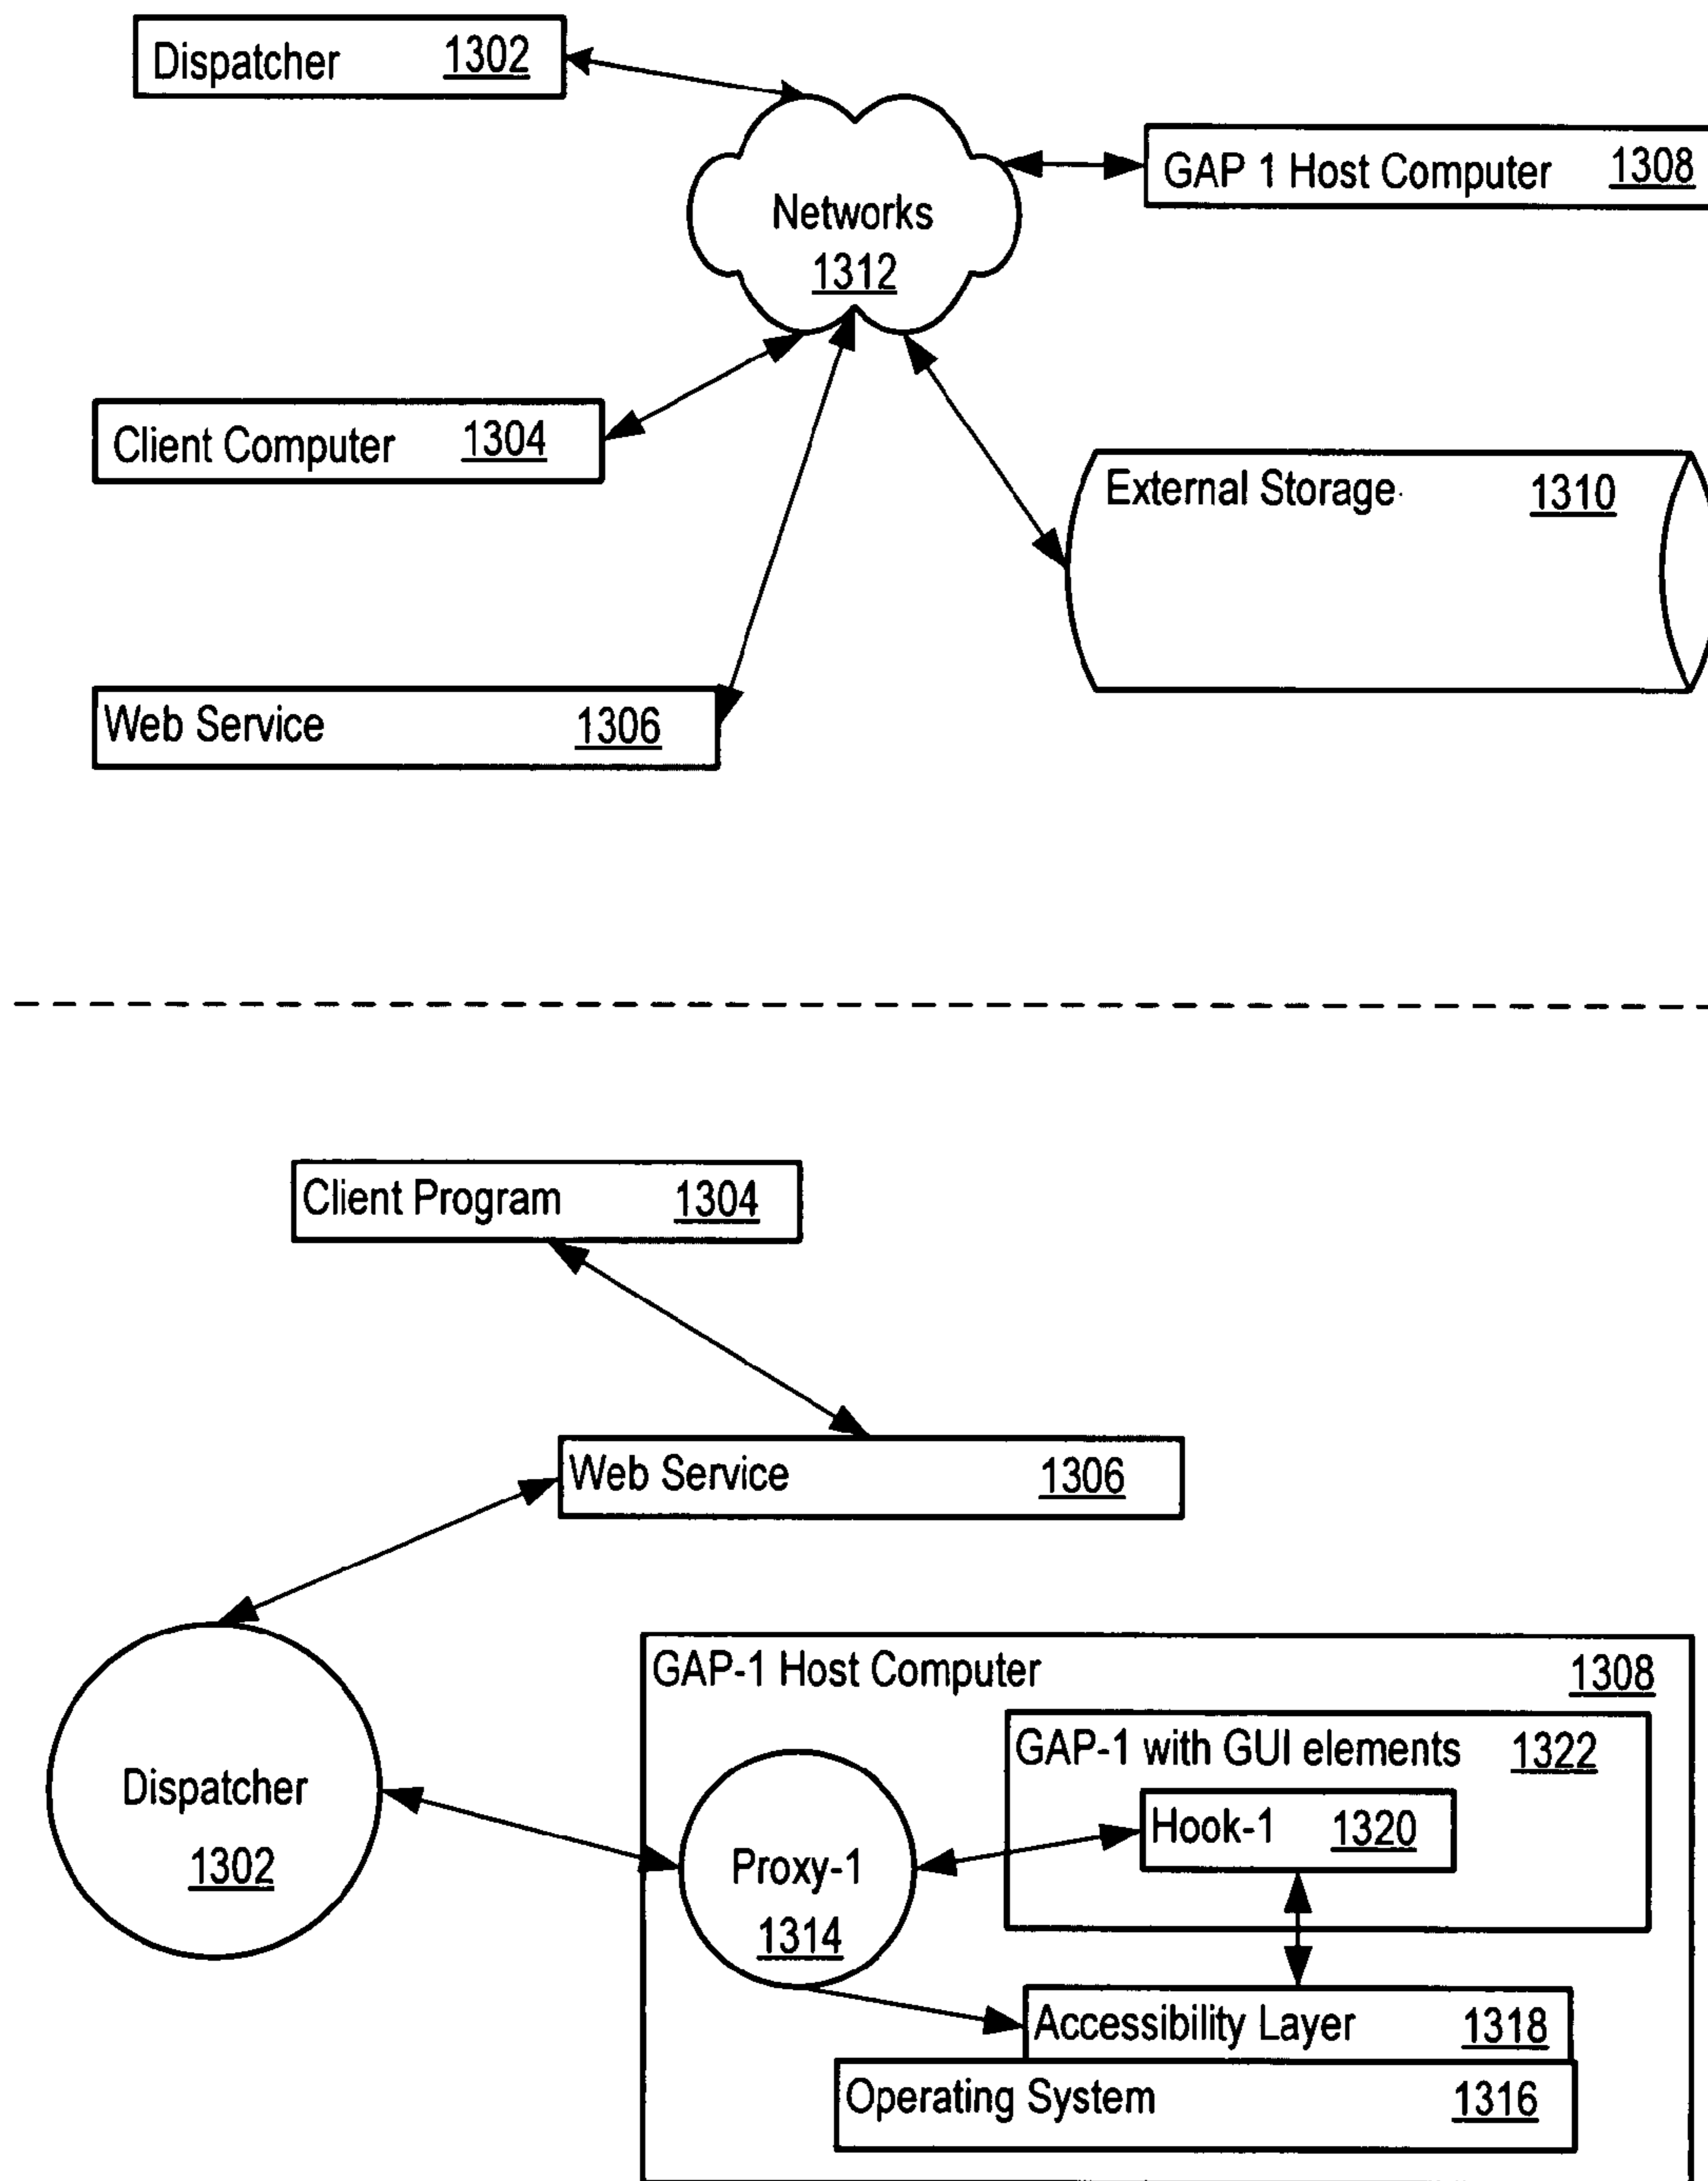 Dispatcher 1302
GAP 1 Host Computer 1308
Networks
1312
Client Computer 1304
External Storage 1310
Web Service 1306
Client Program 1304
Web Service 1306
GAP-1 Host Computer 1308
GAP-1 with GUI elements 1322
Dispatcher
1302
Hook-1 1320
Proxy-1
1314
Accessibility Layer 1318
Operating System 1316